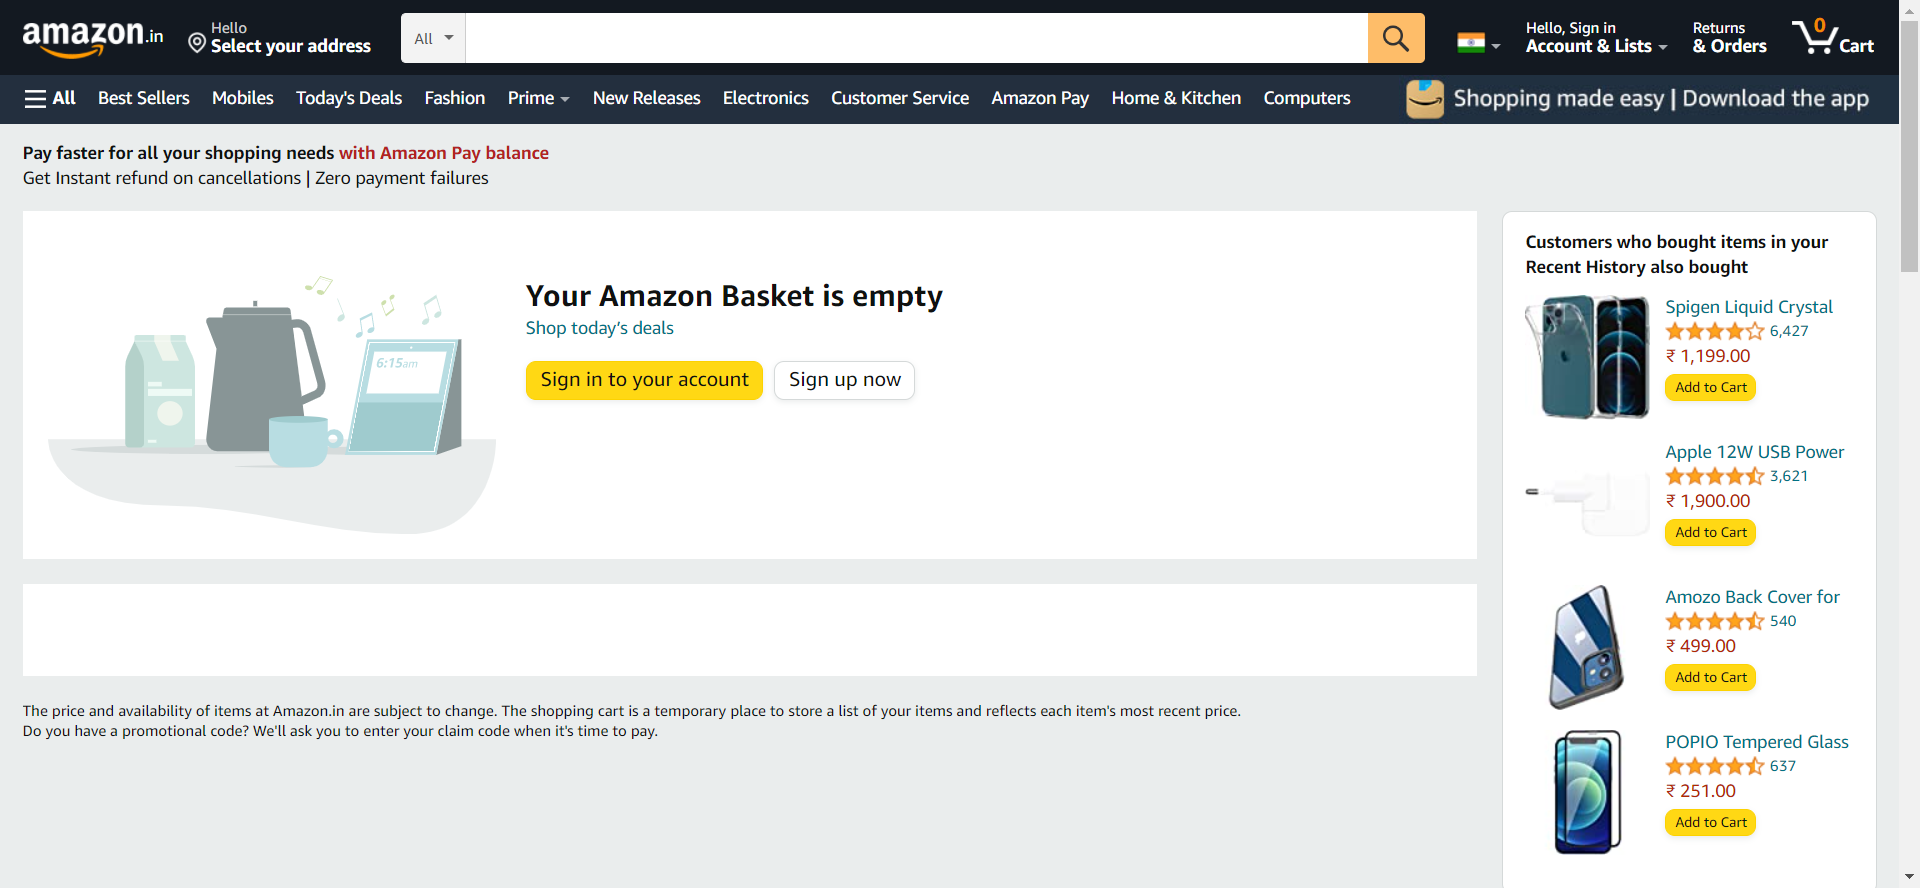 amazon.in
Hello
Select your address
All
Hello, Sign in
Account & Lists
Returns
& Orders
0
Cart
All
Best Sellers
Mobiles
Today's Deals
Fashion
Prime
New Releases
Electronics
Customer Service
Amazon Pay
Home & Kitchen
Computers
Shopping made easy | Download the app
Pay faster for all your shopping needs with Amazon Pay balance
Get Instant refund on cancellations | Zero payment failures
6:15am
Your Amazon Basket is empty
Shop today’s deals
Sign in to your account
Sign up now
The price and availability of items at Amazon.in are subject to change. The shopping cart is a temporary place to store a list of your items and reflects each item's most recent price.
Do you have a promotional code? We'll ask you to enter your claim code when it's time to pay.
Customers who bought items in your
Recent History also bought
Spigen Liquid Crystal
6,427
₹ 1,199.00
Add to Cart
Apple 12W USB Power
3,621
₹ 1,900.00
Add to Cart
Amozo Back Cover for
540
₹ 499.00
Add to Cart
POPIO Tempered Glass
637
₹ 251.00
Add to Cart